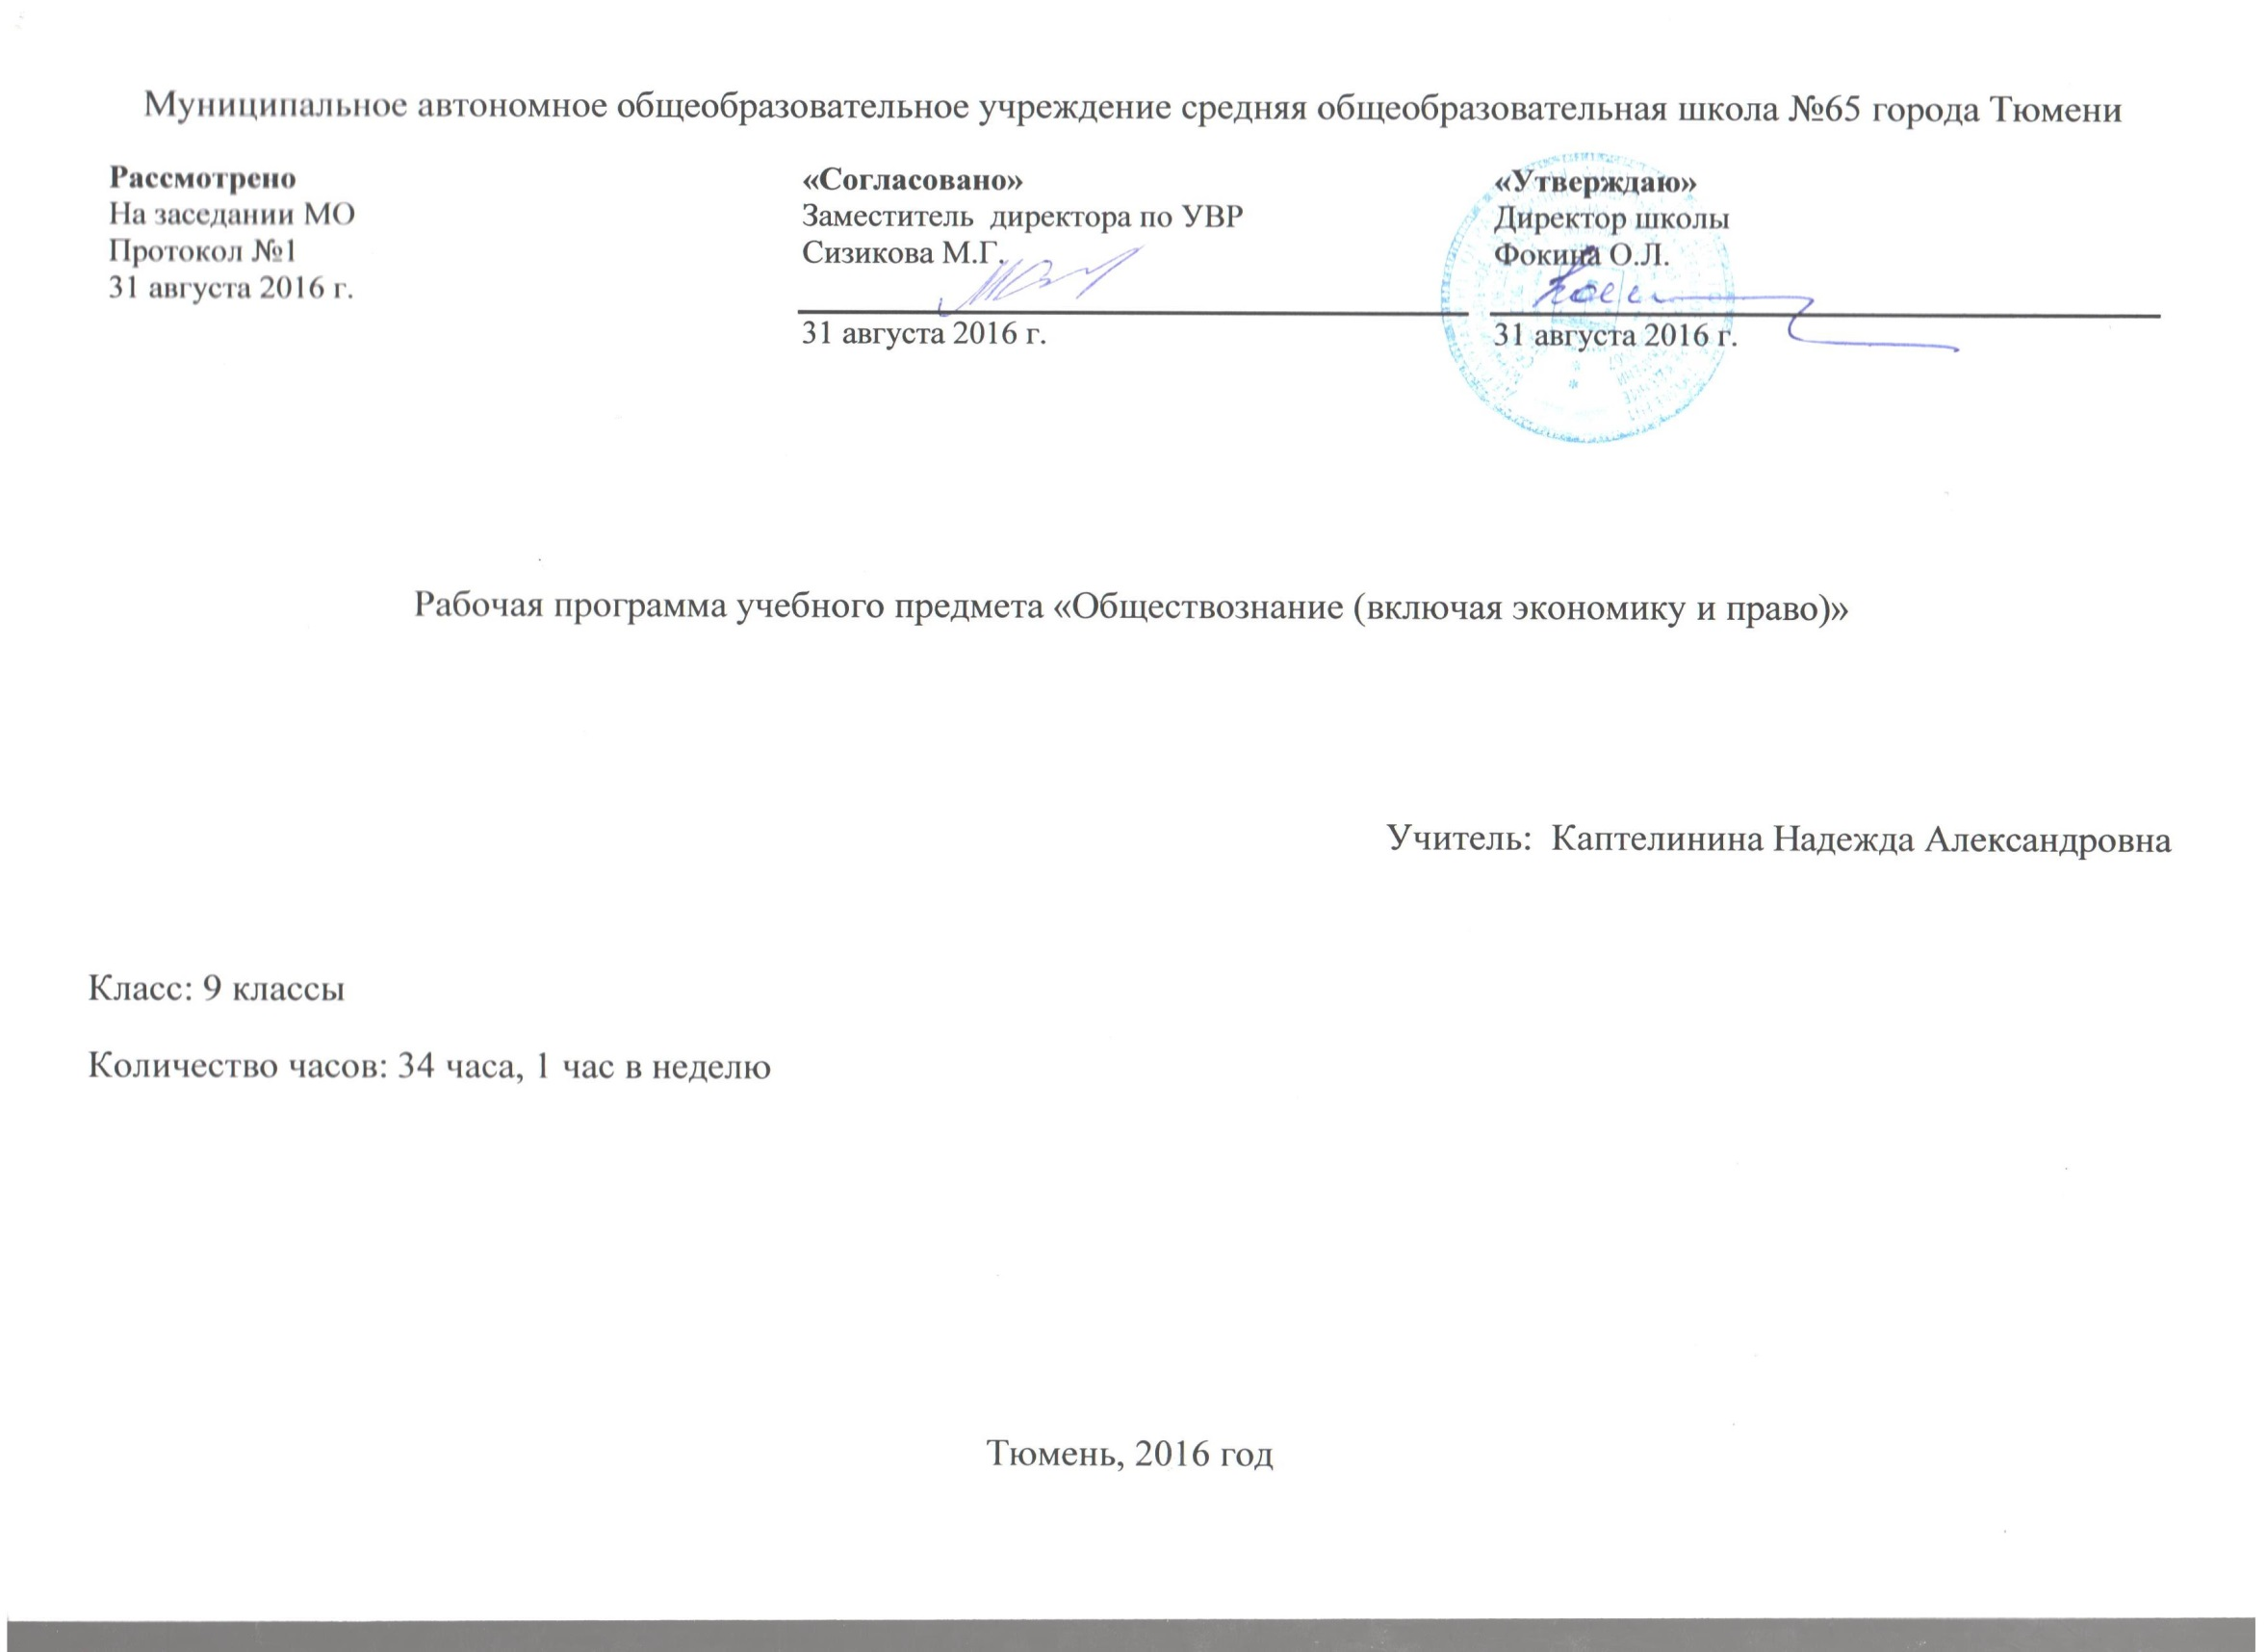 Муниципальное автономное общеобразовательное учреждение средняя общеобразовательная школа №65 города Тюмени
Рассмотрено
На заседании МО
Протокол №1
31 августа 2016 г.
«Согласовано»
Заместитель директора по УВР
Сизикова М.Г.
31 августа 2016 г.
«Утверждаю»
Директор школы
Фокина О.Л.
31 августа 2016 г.
Рабочая программа учебного предмета «Обществознание (включая экономику и право)»
Учитель: Каптелинина Надежда Александровна
Класс: 9 классы
Количество часов: 34 часа, 1 час в неделю
Тюмень, 2016 год